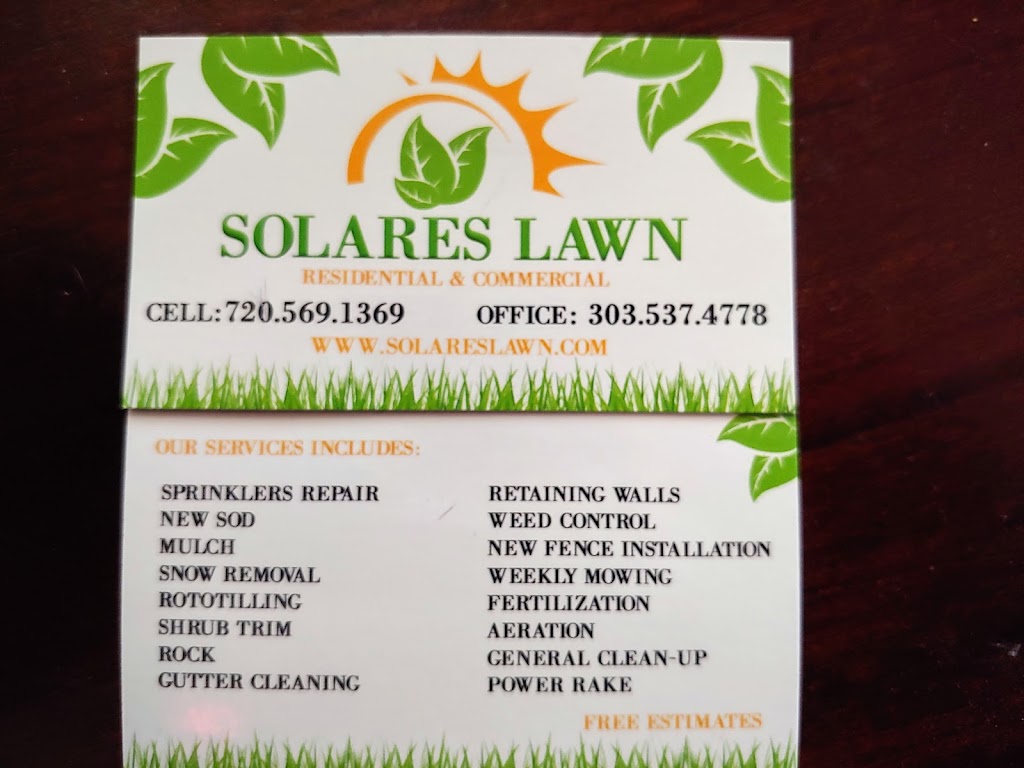 SOLARES LAWN
RESIDENTIAL & COMMERCIAL
CELL: 720.569.1369 OFFICE: 303.537.4778
WWW.SOLARESLAWN.COM
OUR SERVICES INCLUDES:
SPRINKLERS REPAIR
NEW SOD
MULCH
SNOW REMOVAL
ROTOTILLING
SHRUB TRIM
ROCK
GUTTER CLEANING
RETAINING WALLS
WEED CONTROL
NEW FENCE INSTALLATION
WEEKLY MOWING
FERTILIZATION
AERATION
GENERAL CLEAN-UP
POWER RAKE
FREE ESTIMATES